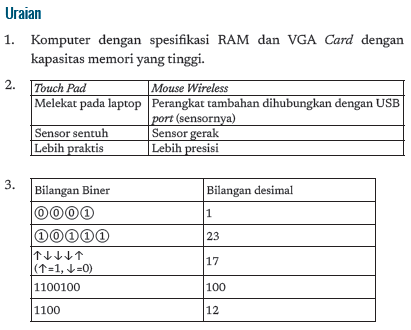 Uraian
1. Komputer dengan spesifikasi RAM dan VGA Card dengan
kapasitas memori yang tinggi.
2. Touch Pad Mouse Wireless
Melekat pada laptop Perangkat tambahan dihubungkan dengan USB
port (sensornya)
Sensor sentuh Sensor gerak
Lebih praktis Lebih presisi
3. Bilangan Biner Bilangan desimal
⓪⓪⓪① 1
①⓪①①① 23
↑↓↓↓↑
(↑=1, ↓=0) 17
1100100 100
1100 12